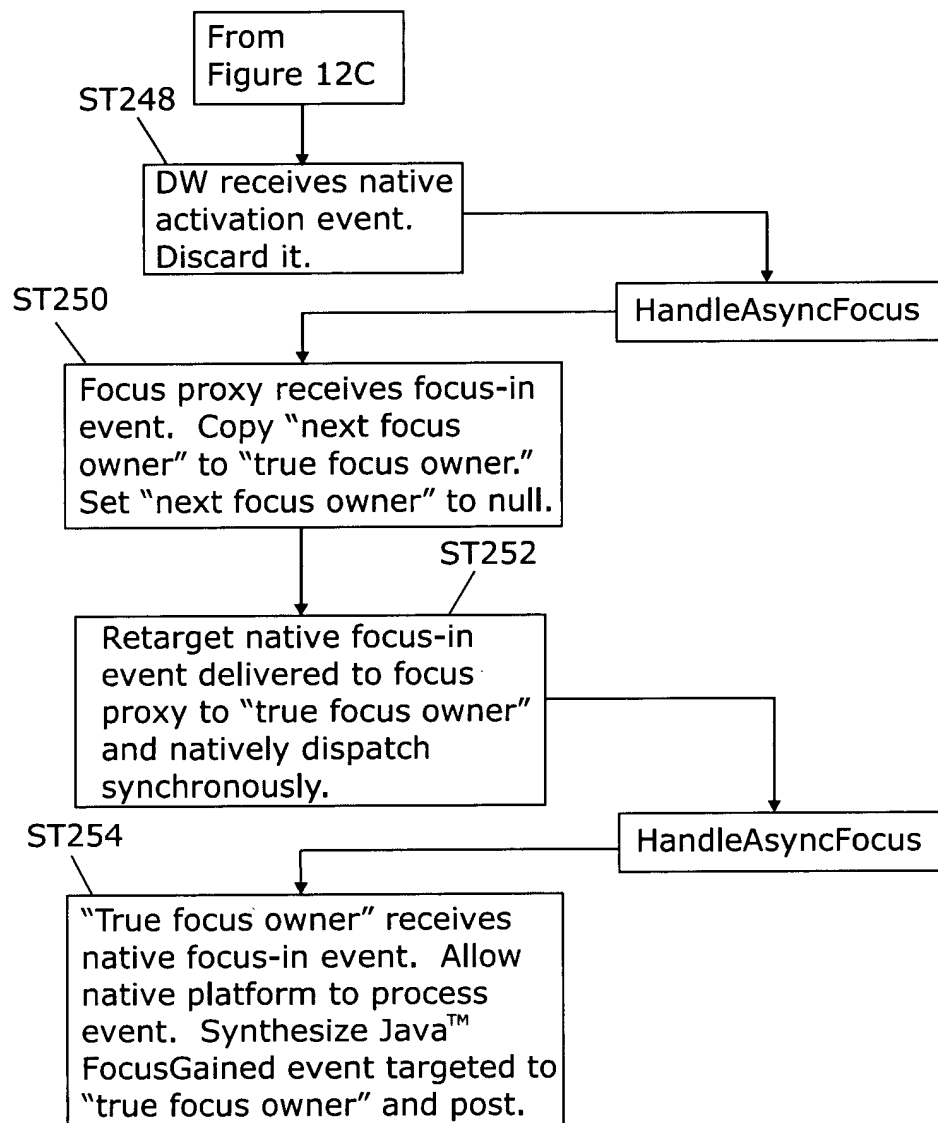 From
Figure 12C
ST248
DW receives native
activation event.
Discard it.
HandleAsyncFocus
ST250
Focus proxy receives focus-in
event.  Copy “next focus
owner” to “true focus owner.”
Set “next focus owner” to null.
ST252
Retarget native focus-in
event delivered to focus
proxy to “true focus owner”
and natively dispatch
synchronously.
HandleAsyncFocus
ST254
“True focus owner” receives
native focus-in event.  Allow
native platform to process
event.  Synthesize Java™
FocusGained event targeted to
“true focus owner” and post.